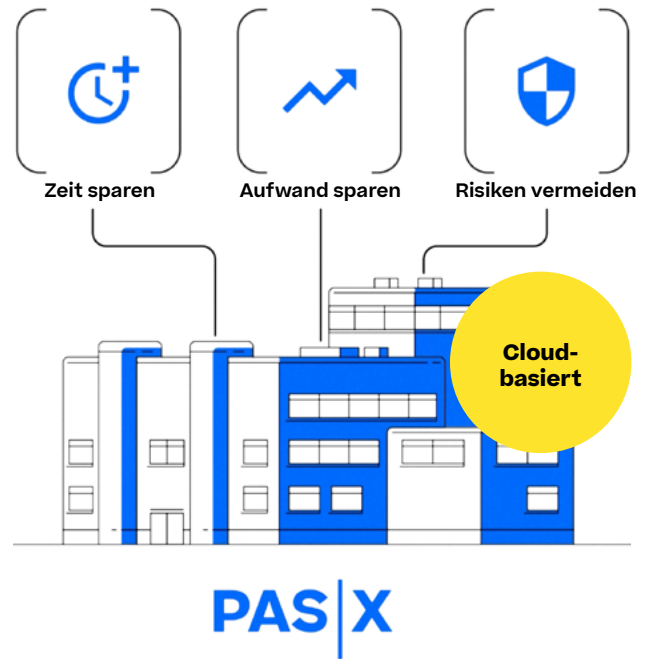 Zeit sparen
Aufwand sparen
Risiken vermeiden
Cloud-
basiert
PAS|X